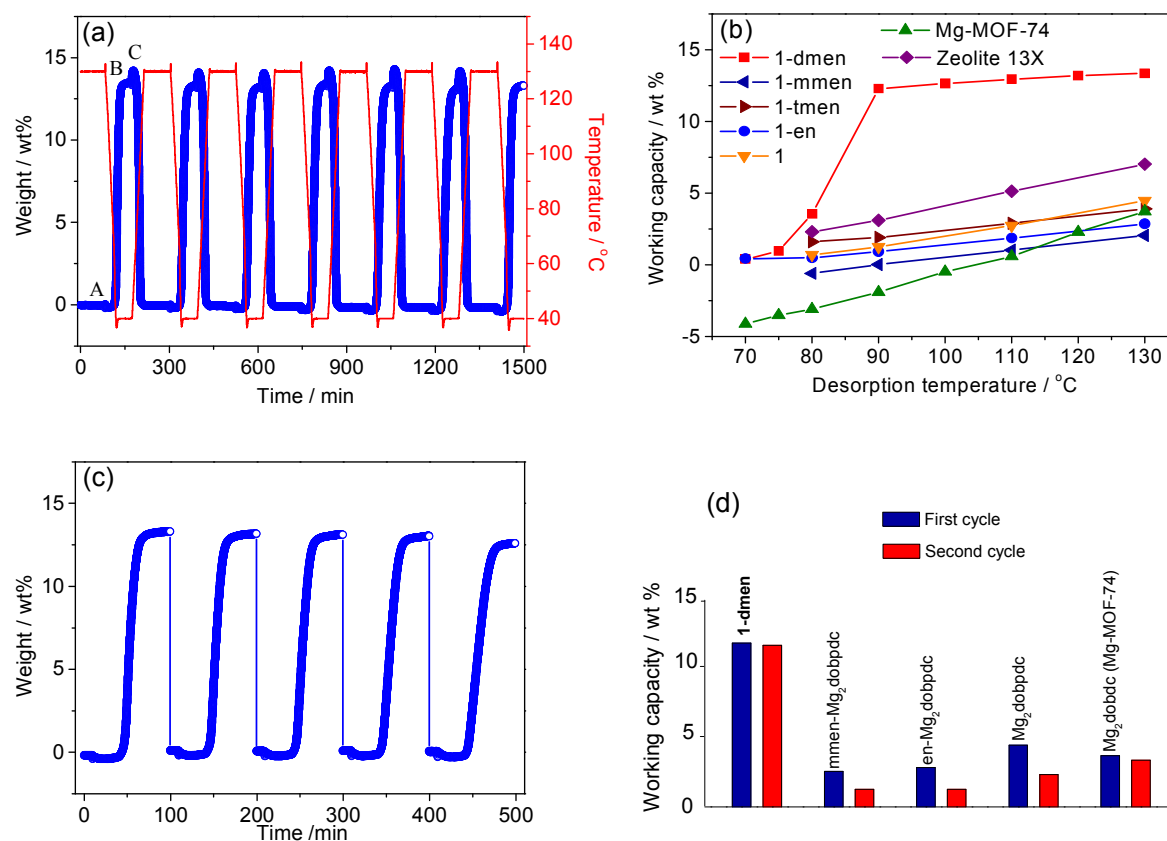 (a)
A
B
C
15
10
5
0
Weight / wt%
0
300
600
900
1200
1500
Time / min
140
120
100
80
60
40
Temperature / °C
(b)
Mg-MOF-74
1-dmen
Zeolite 13X
1-mmen
1-tmen
1-en
1
15
10
5
0
-5
Working capacity / wt %
70
80
90
100
110
120
130
Desorption temperature / °C
(c)
15
10
5
0
Weight / wt%
0
100
200
300
400
500
Time /min
(d)
First cycle
Second cycle
15
10
5
0
Working capacity / wt %
1-dmen
mmen-Mg₂dobpdc
en-Mg₂dobpdc
Mg₂dobpdc
Mg₂dobdc (Mg-MOF-74)